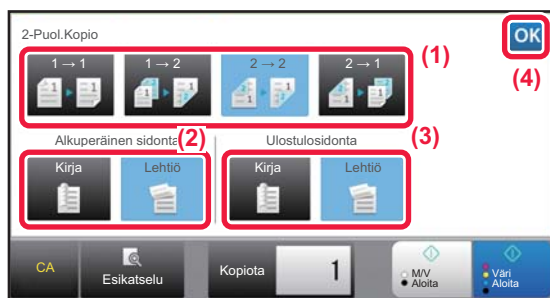 2-Puol.Kopio
OK
(1)
(4)
1 → 1
1 → 2
2 → 2
2 → 1
Alkuperäinen sidonta
(2)
Ulostulosidonta
(3)
Kirja
Lehtiö
Kirja
Lehtiö
CA
Esikatselu
Kopiota
1
M/V
Aloita
Väri
Aloita